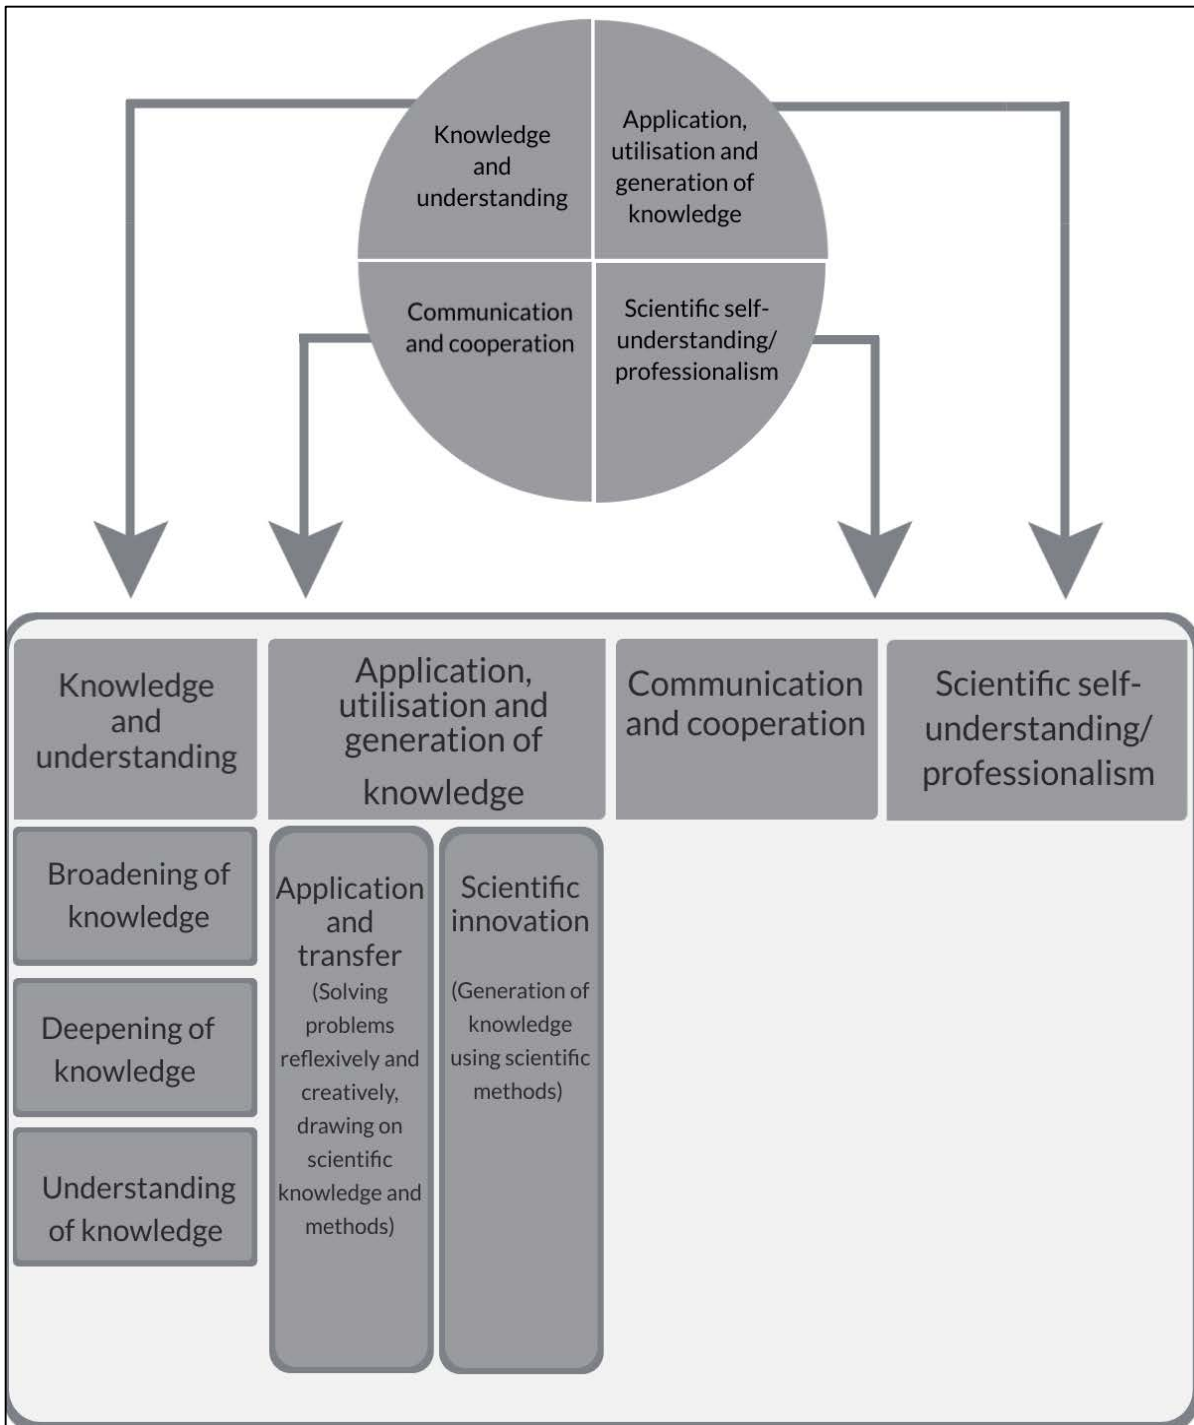 Knowledge
and
understanding
Application,
utilisation and
generation of
knowledge
Communication
and cooperation
Scientific self-
understanding/
professionalism
Knowledge
and
understanding
Application,
utilisation and
generation of
knowledge
Communication
and cooperation
Scientific self-
understanding/
professionalism
Broadening of
knowledge
Deepening of
knowledge
Understanding
of knowledge
Application
and
transfer
(Solving
problems
reflexively and
creatively,
drawing on
scientific
knowledge and
methods)
Scientific
innovation
(Generation of
knowledge
using scientific
methods)